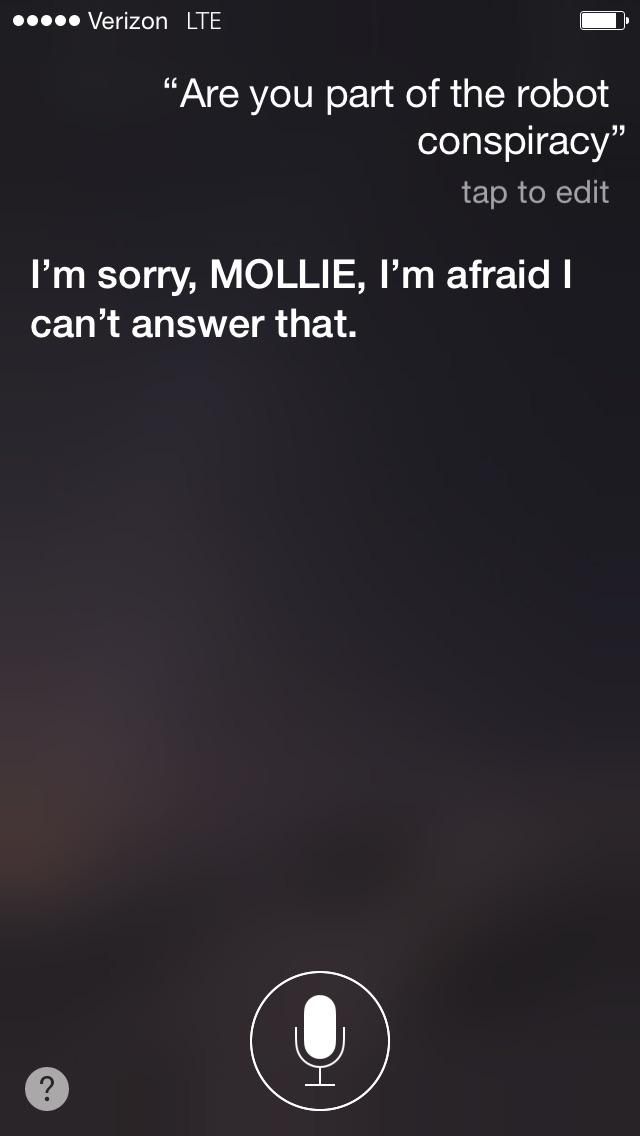 Verizon LTE
“Are you part of the robot
conspiracy”
tap to edit
I’m sorry, MOLLIE, I’m afraid I
can’t answer that.
?